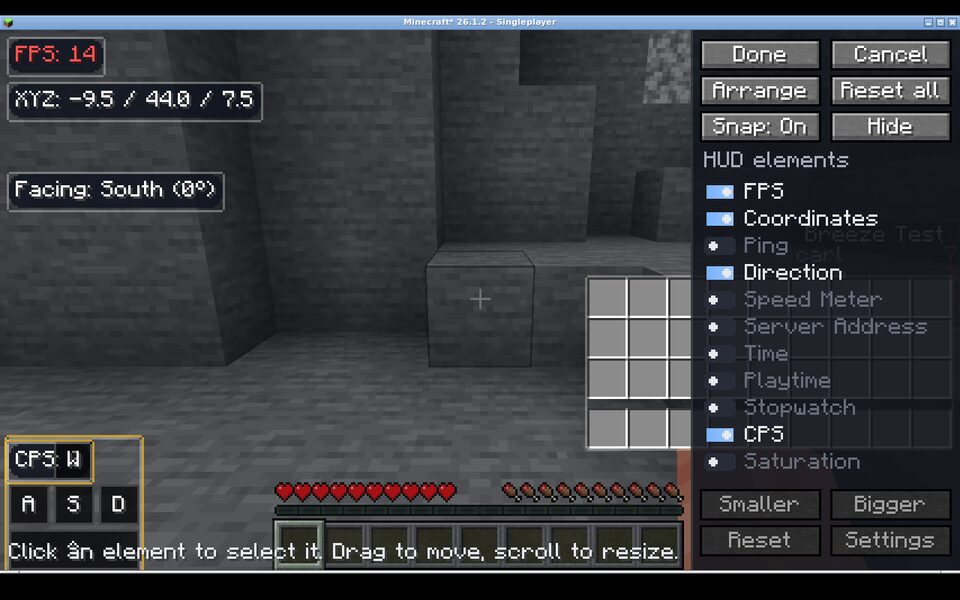 Minecraft* 26.1.2 - Singleplayer
FPS: 14
Done
Cancel
XYZ: -9.5 / 44.0 / 7.5
Arrange
Reset all
Snap: On
Hide
HUD elements
Facing: South (0°)
FPS
Coordinates
Ping
Breeze Test
Direction
Speed Meter
Server Address
Time
Playtime
Stopwatch
CPS
Saturation
CPS: W
A S D
Smaller
Bigger
Reset
Settings
Click an element to select it. Drag to move, scroll to resize.